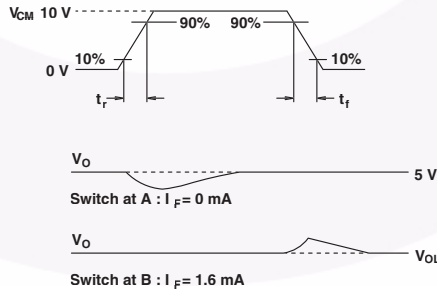 V_CM 10 V
90% 90%
10% 10%
0 V
t_r t_f
V_O
5 V
Switch at A : I_F = 0 mA
V_O
V_OL
Switch at B : I_F = 1.6 mA